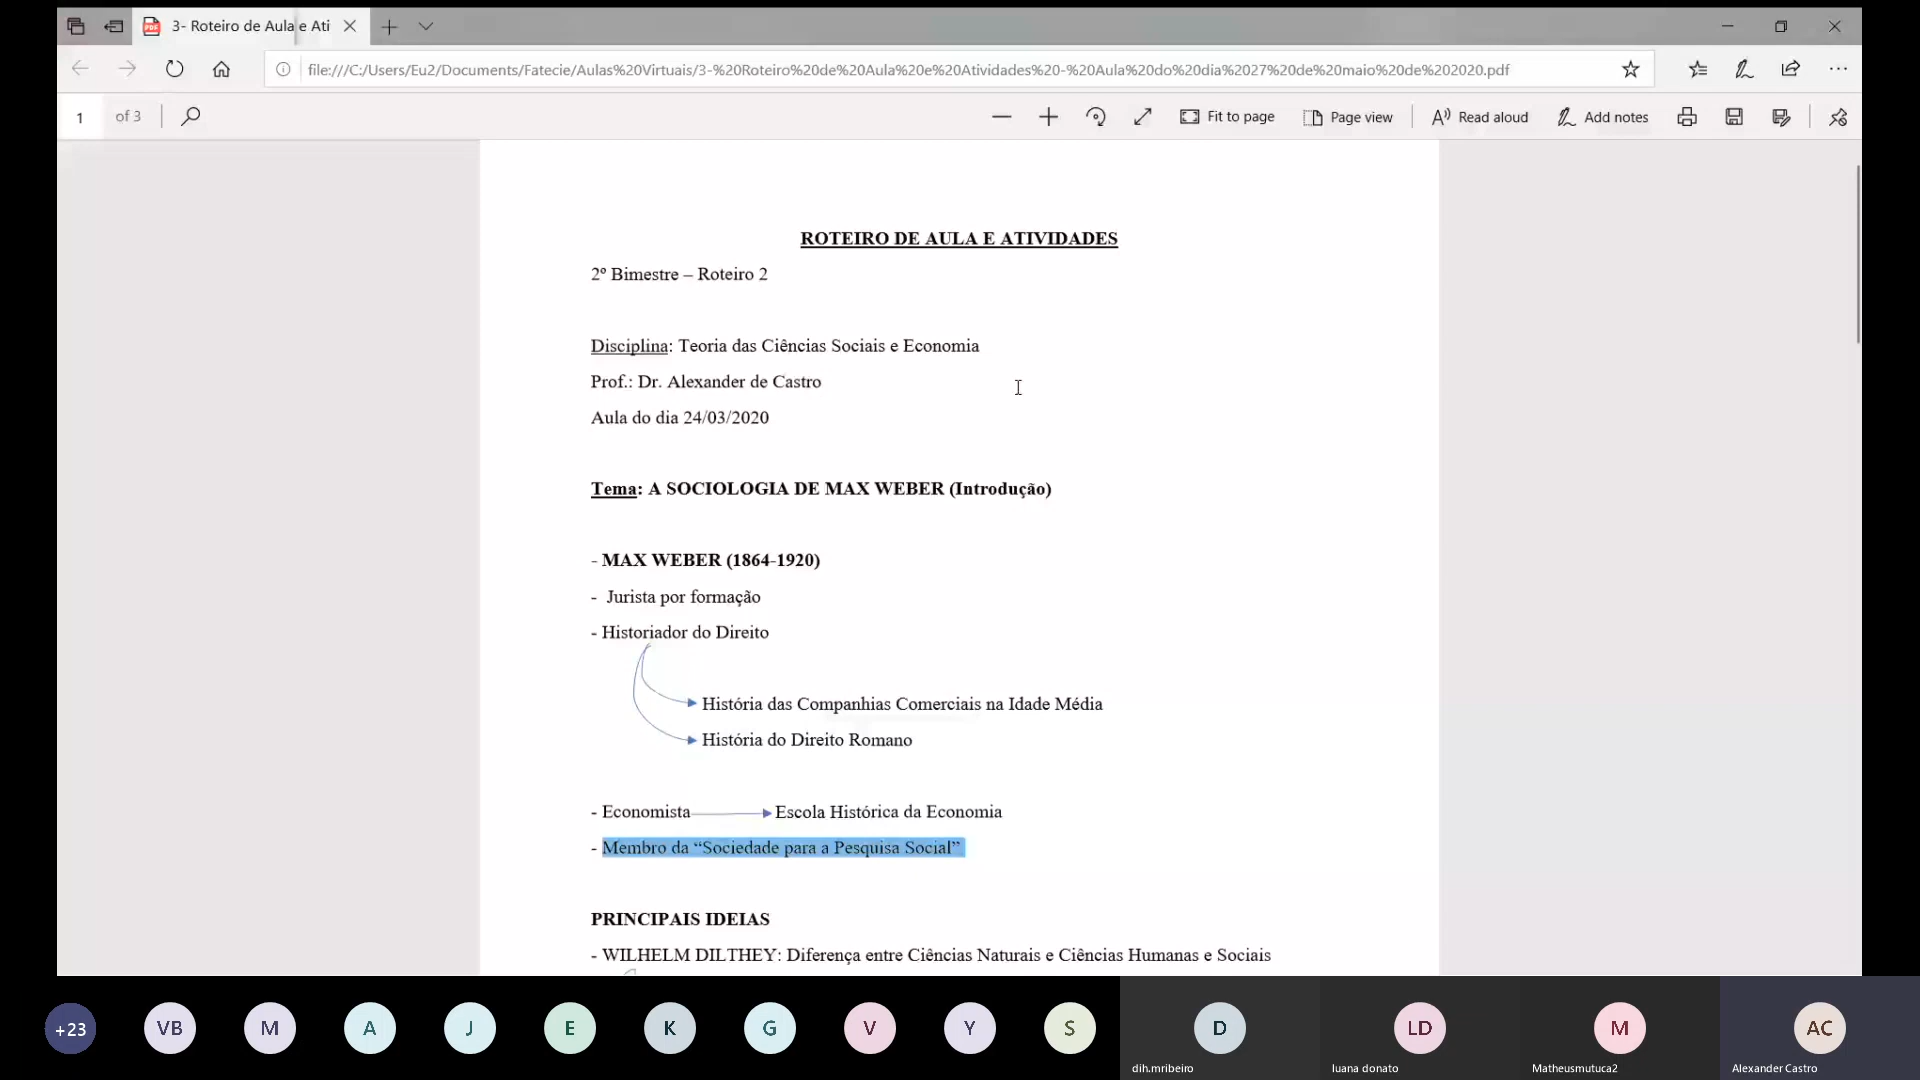 3- Roteiro de Aula e Ati
file:///C:/Users/Eu2/Documents/Fatecie/Aulas%20Virtuais/3-%20Roteiro%20de%20Aula%20e%20Atividades%20-%20Aula%20do%20dia%2027%20de%20maio%20de%202020.pdf
1 of 3 Fit to page Page view Read aloud Add notes
ROTEIRO DE AULA E ATIVIDADES
2º Bimestre – Roteiro 2
Disciplina: Teoria das Ciências Sociais e Economia
Prof.: Dr. Alexander de Castro
Aula do dia 24/03/2020
Tema: A SOCIOLOGIA DE MAX WEBER (Introdução)
- MAX WEBER (1864-1920)
- Jurista por formação
- Historiador do Direito
História das Companhias Comerciais na Idade Média
História do Direito Romano
- Economista Escola Histórica da Economia
- Membro da “Sociedade para a Pesquisa Social”
PRINCIPAIS IDEIAS
- WILHELM DILTHEY: Diferença entre Ciências Naturais e Ciências Humanas e Sociais
+23 VB M A J E K G V Y S D LD M AC
dih.mribeiro luana donato Matheusmutuca2 Alexander Castro